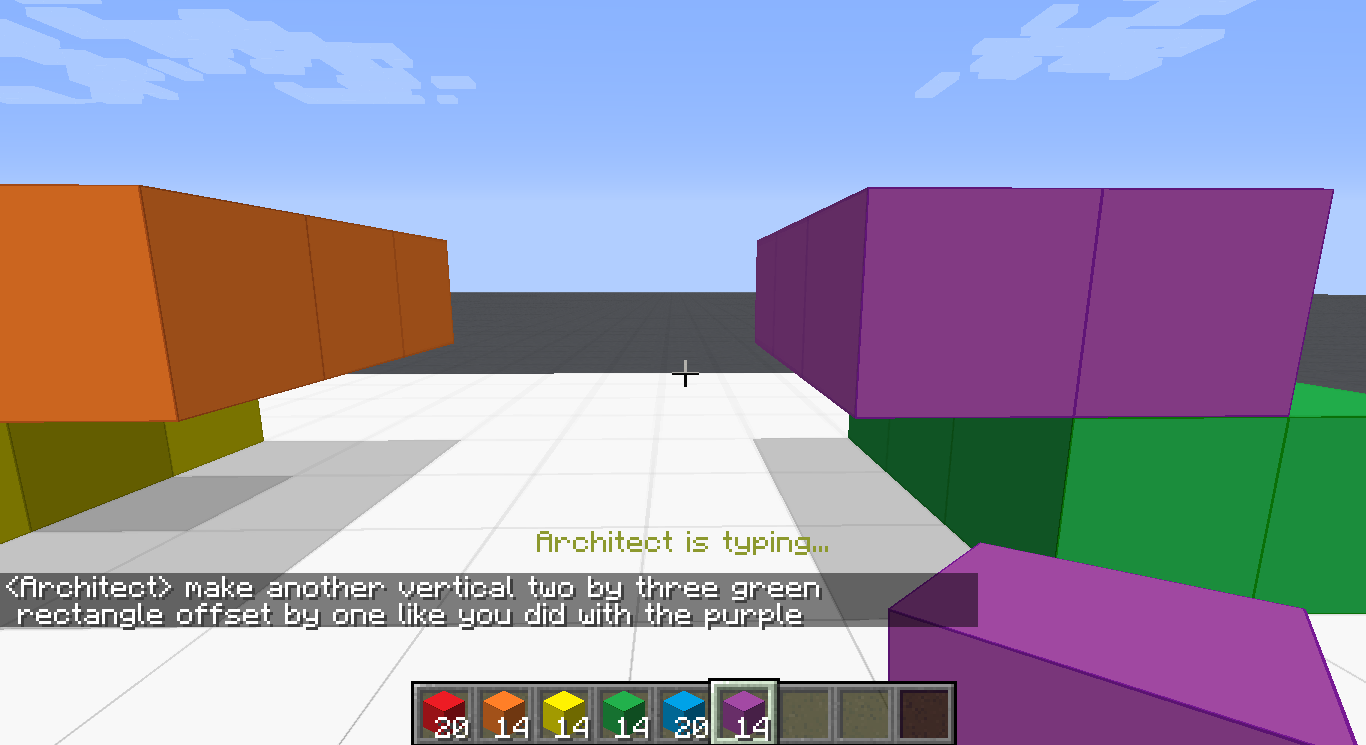 Architect is typing...
<Architect> make another vertical two by three green
rectangle offset by one like you did with the purple
20 14 14 14 20 14